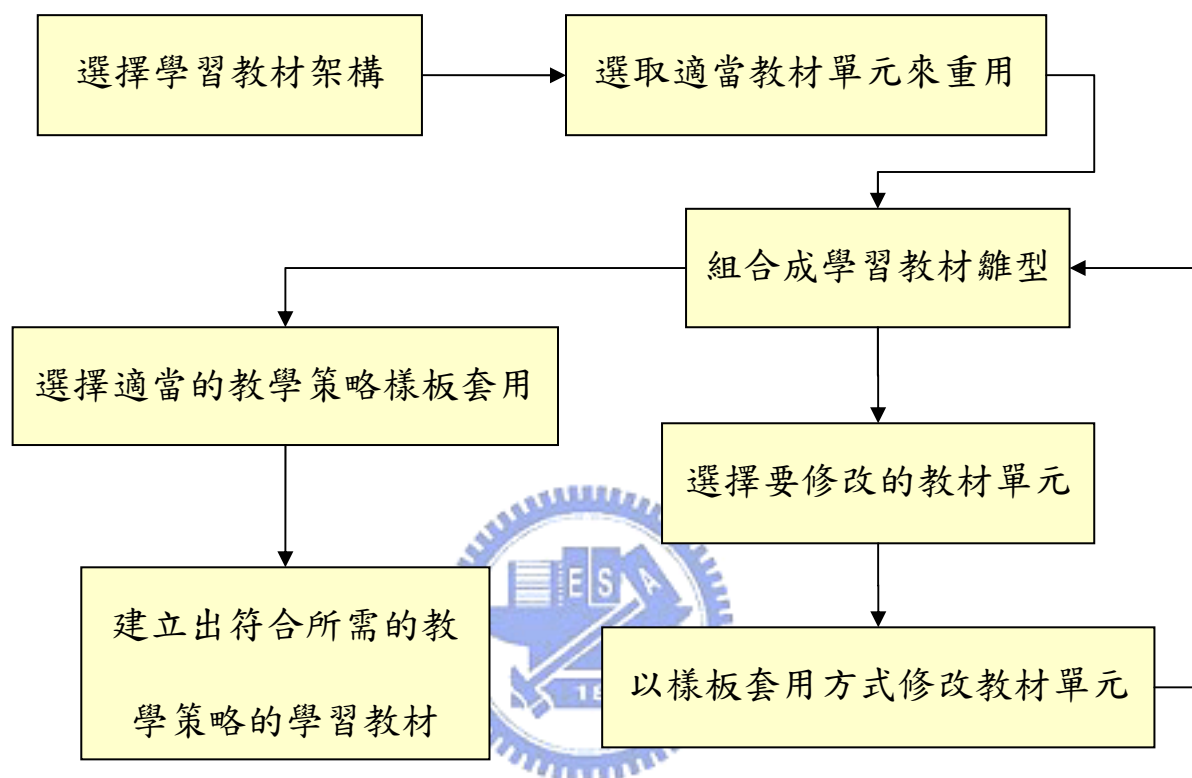 選擇學習教材架構
選取適當教材單元來重用
組合成學習教材雛型
選擇適當的教學策略樣板套用
選擇要修改的教材單元
建立出符合所需的教
學策略的學習教材
以樣板套用方式修改教材單元
ESA